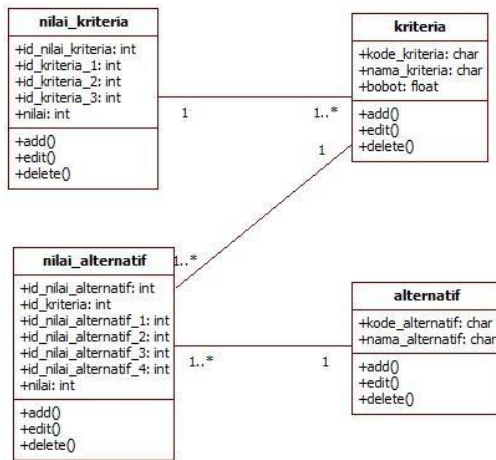 nilai_kriteria
+id_nilai_kriteria: int
+id_kriteria_1: int
+id_kriteria_2: int
+id_kriteria_3: int
+nilai: int
+add()
+edit()
+delete()
kriteria
+kode_kriteria: char
+nama_kriteria: char
+bobot: float
+add()
+edit()
+delete()
1
1..*
1
1..*
nilai_alternatif
+id_nilai_alternatif: int
+id_kriteria: int
+id_nilai_alternatif_1: int
+id_nilai_alternatif_2: int
+id_nilai_alternatif_3: int
+id_nilai_alternatif_4: int
+nilai: int
+add()
+edit()
+delete()
alternatif
+kode_alternatif: char
+nama_alternatif: char
+add()
+edit()
+delete()
1..*
1